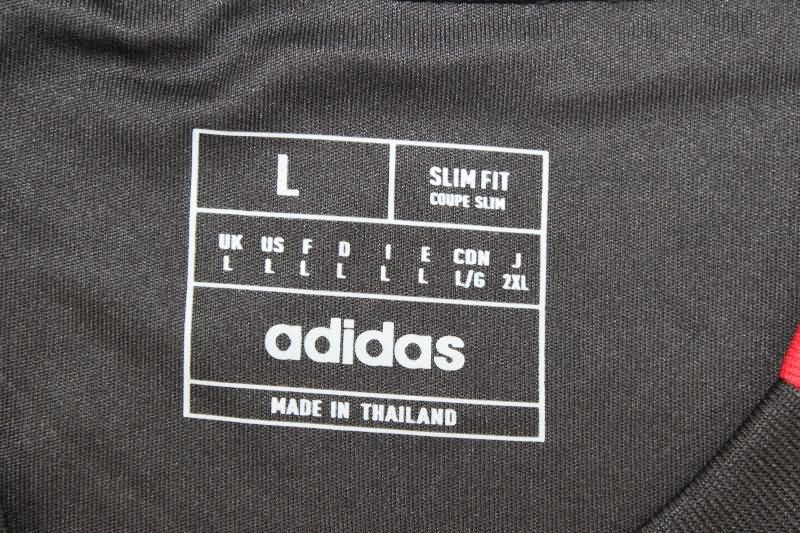 L
SLIM FIT
COUPE SLIM
UK US F D I E CDN J
L L L L L L L/G 2XL
adidas
MADE IN THAILAND